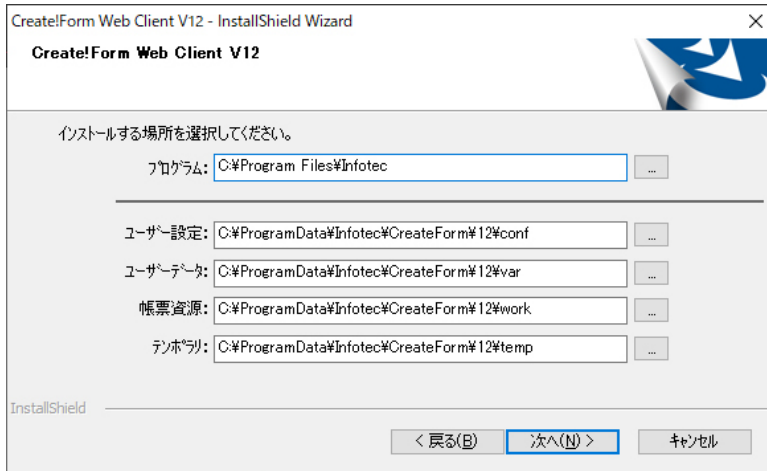 Create!Form Web Client V12 - InstallShield Wizard
Create!Form Web Client V12
インストールする場所を選択してください。
プログラム: C:¥Program Files¥Infotec ...
ユーザー設定: C:¥ProgramData¥Infotec¥CreateForm¥12¥conf ...
ユーザーデータ: C:¥ProgramData¥Infotec¥CreateForm¥12¥var ...
帳票資源: C:¥ProgramData¥Infotec¥CreateForm¥12¥work ...
テンポラリ: C:¥ProgramData¥Infotec¥CreateForm¥12¥temp ...
InstallShield
< 戻る(B) 次へ(N) > キャンセル